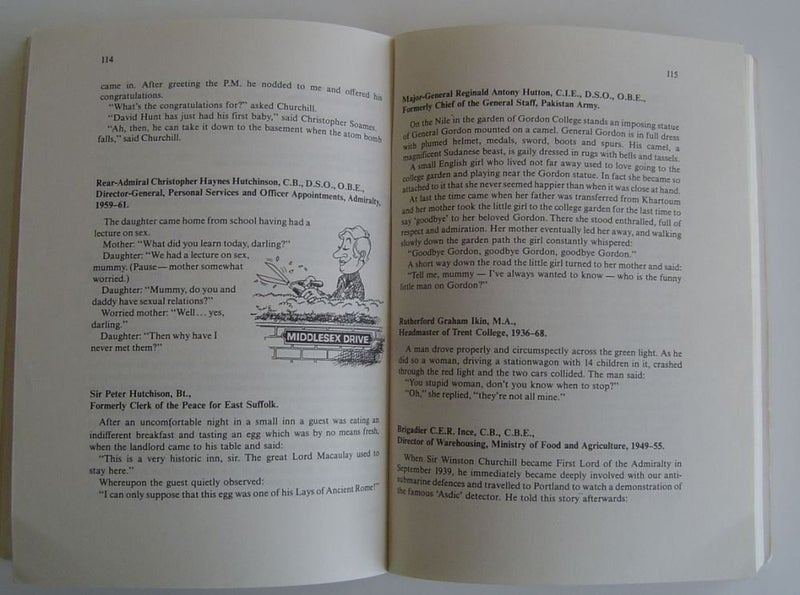 114
came in. After greeting the P.M. he nodded to me and offered his
congratulations.
"What's the congratulations for?" asked Churchill.
"David Hunt has just had his first baby," said Christopher Soames.
"Ah, then, he can take it down to the basement when the atom bomb
falls," said Churchill.
Rear-Admiral Christopher Haynes Hutchinson, C.B., D.S.O., O.B.E.,
Director-General, Personal Services and Officer Appointments, Admiralty,
1959-61.
The daughter came home from school having had a
lecture on sex.
Mother: "What did you learn today, darling?"
Daughter: "We had a lecture on sex,
mummy. (Pause — mother somewhat
worried.)
Daughter: "Mummy, do you and
daddy have sexual relations?"
Worried mother: "Well... yes,
darling."
Daughter: "Then why have I
never met them?"
MIDDLESEX DRIVE
Sir Peter Hutchison, Bt.,
Formerly Clerk of the Peace for East Suffolk.
After an uncomfortable night in a small inn a guest was eating an
indifferent breakfast and tasting an egg which was by no means fresh,
when the landlord came to his table and said:
"This is a very historic inn, sir. The great Lord Macaulay used to
stay here."
Whereupon the guest quietly observed:
"I can only suppose that this egg was one of his Lays of Ancient Rome!"
115
Major-General Reginald Antony Hutton, C.I.E., D.S.O., O.B.E.,
Formerly Chief of the General Staff, Pakistan Army.
On the Nile in the garden of Gordon College stands an imposing statue
of General Gordon mounted on a camel. General Gordon is in full dress
with plumed helmet, medals, sword, boots and spurs. His camel, a
magnificent Sudanese beast, is gaily dressed in rugs with bells and tassels.
A small English girl who lived not far away used to love going to the
college garden and playing near the Gordon statue. In fact she became so
attached to it that she never seemed happier than when it was close at hand.
At last the time came when her father was transferred from Khartoum
and her mother took the little girl to the college garden for the last time to
say 'goodbye' to her beloved Gordon. There she stood enthralled, full of
respect and admiration. Her mother eventually led her away, and walking
slowly down the garden path the girl constantly whispered:
"Goodbye Gordon, goodbye Gordon, goodbye Gordon."
A short way down the road the little girl turned to her mother and said:
"Tell me, mummy — I've always wanted to know — who is the funny
little man on Gordon?"
Rutherford Graham Ikin, M.A.,
Headmaster of Trent College, 1936-68.
A man drove properly and circumspectly across the green light. As he
did so a woman, driving a stationwagon with 14 children in it, crashed
through the red light and the two cars collided. The man said:
"You stupid woman, don't you know when to stop?"
"Oh," she replied, "they're not all mine."
Brigadier C.E.R. Ince, C.B., C.B.E.,
Director of Warehousing, Ministry of Food and Agriculture, 1949-55.
When Sir Winston Churchill became First Lord of the Admiralty in
September 1939, he immediately became deeply involved with our anti-
submarine defences and travelled to Portland to watch a demonstration of
the famous 'Asdic' detector. He told this story afterwards: